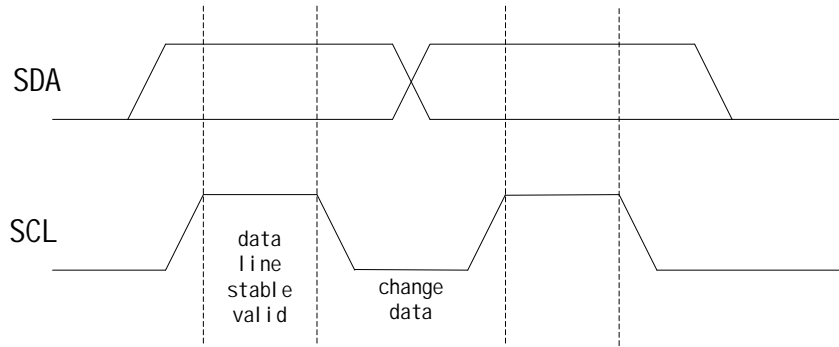 SDA
SCL
data
line
stable
valid
change
data